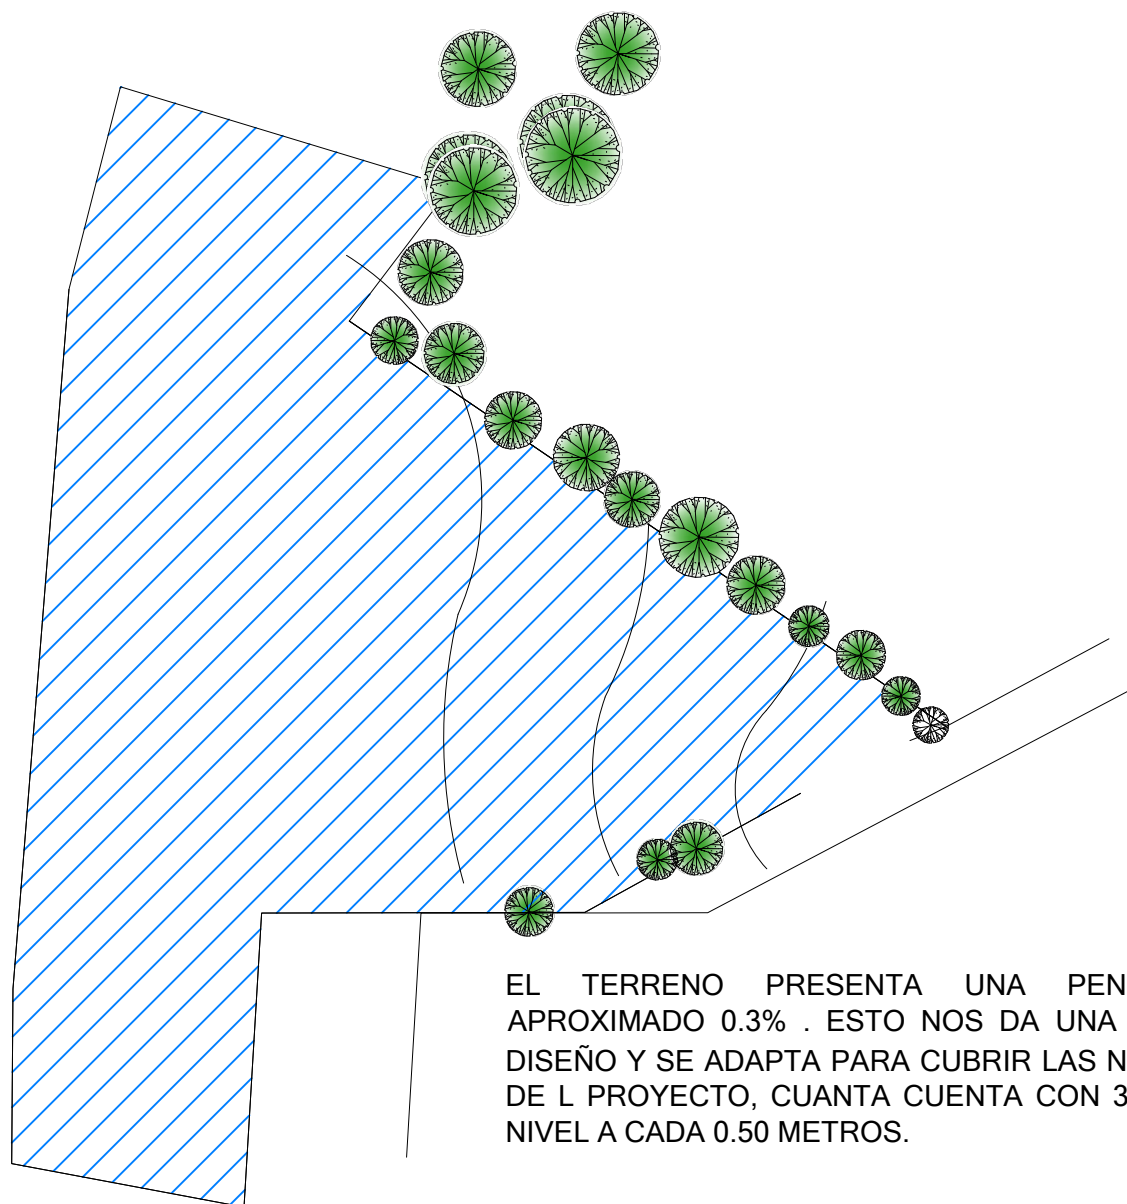 EL TERRENO PRESENTA UNA PEN
APROXIMADO 0.3% . ESTO NOS DA UNA
DISEÑO Y SE ADAPTA PARA CUBRIR LAS N
DE L PROYECTO, CUANTA CUENTA CON 3
NIVEL A CADA 0.50 METROS.